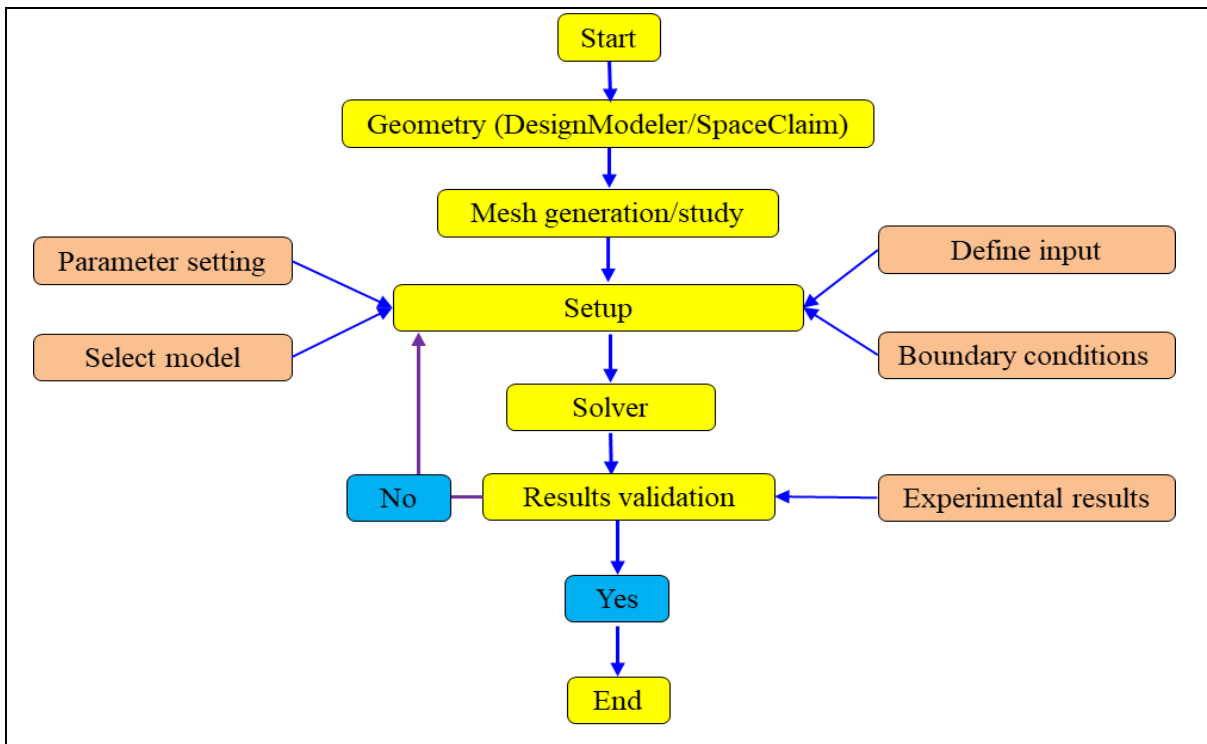 Start
Geometry (DesignModeler/SpaceClaim)
Mesh generation/study
Parameter setting
Define input
Setup
Select model
Boundary conditions
Solver
No
Results validation
Experimental results
Yes
End